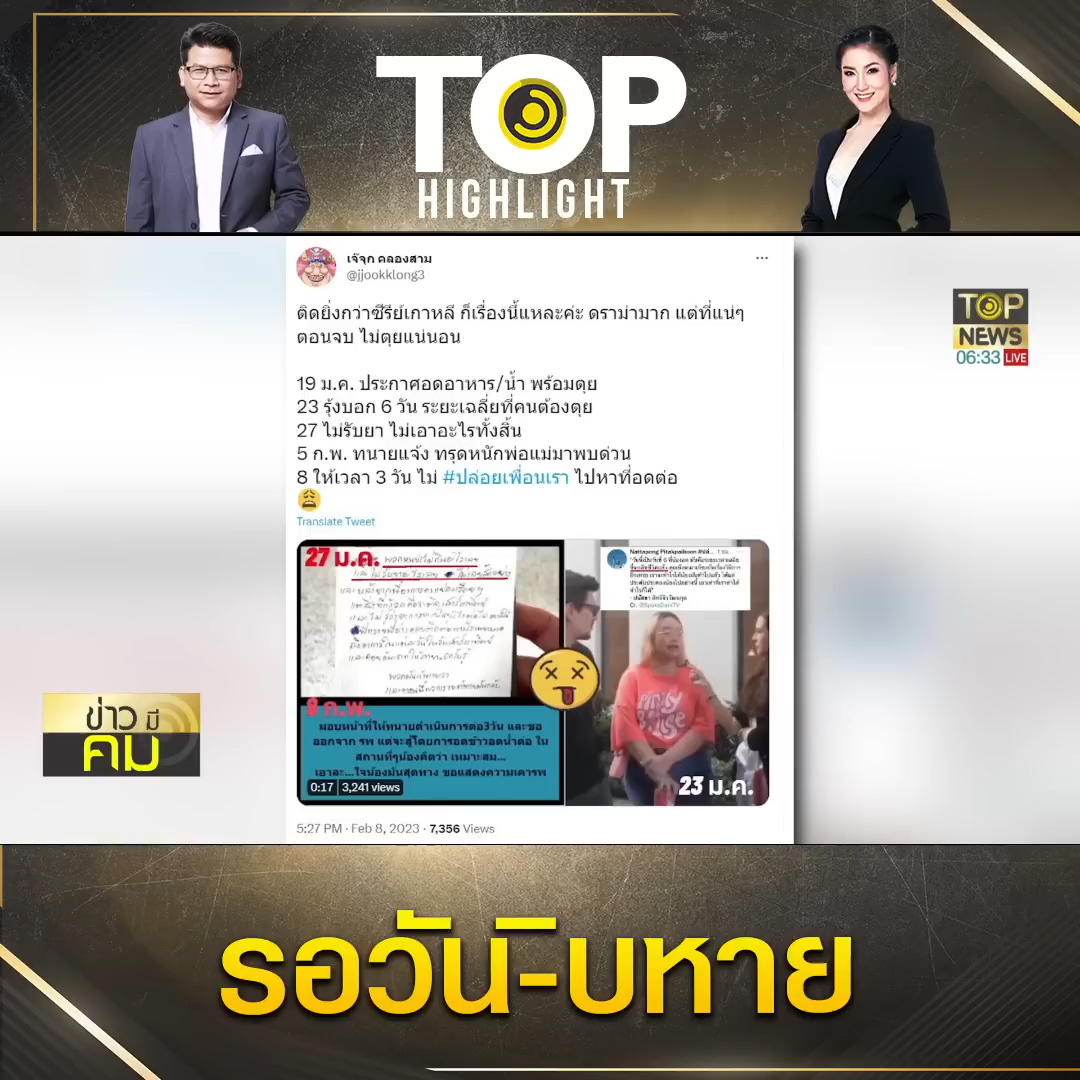 TOP
HIGHLIGHT
เจ๊จุก คลองสาม
@jjookklong3
ติดยิ่งกว่าซีรีย์เกาหลี ก็เรื่องนี้แหละค่ะ ดราม่ามาก แต่ที่แน่ๆ
ตอนจบ ไม่ตุยแน่นอน
19 ม.ค. ประกาศอดอาหาร/น้ำ พร้อมตุย
23 รุ้งบอก 6 วัน ระยะเฉลี่ยที่คนต้องตุย
27 ไม่รับยา ไม่เอาอะไรทั้งสิ้น
5 ก.พ. ทนายแจ้ง ทรุดหนักพ่อแม่มาพบด่วน
8 ให้เวลา 3 วัน ไม่ #ปล่อยเพื่อนเรา ไปหาที่อดต่อ
Translate Tweet
27 ม.ค.
8 ก.พ.
มอบหน้าที่ให้ทนายดำเนินการต่อ3วัน และขอ
ออกจาก รพ แต่จะสู้โดยการอดข้าวอดน้ำต่อ ใน
สถานที่ๆน้องคิดว่า เหมาะสม...
เอาละ...ใจน้องมันสุดทาง ขอแสดงความเคารพ
0:17 3,241 views
Nattapong Pitakpaiboon
23 ม.ค.
5:27 PM · Feb 8, 2023 · 7,356 Views
TOP
NEWS
06:33 LIVE
ข่าวมี
คม
รอวัน-ิบหาย